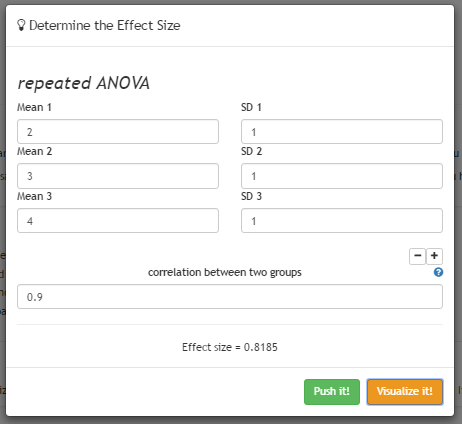 Determine the Effect Size
repeated ANOVA
Mean 1 SD 1
2 1
Mean 2 SD 2
3 1
Mean 3 SD 3
4 1
− +
correlation between two groups ?
0.9
Effect size = 0.8185
Push it! Visualize it!